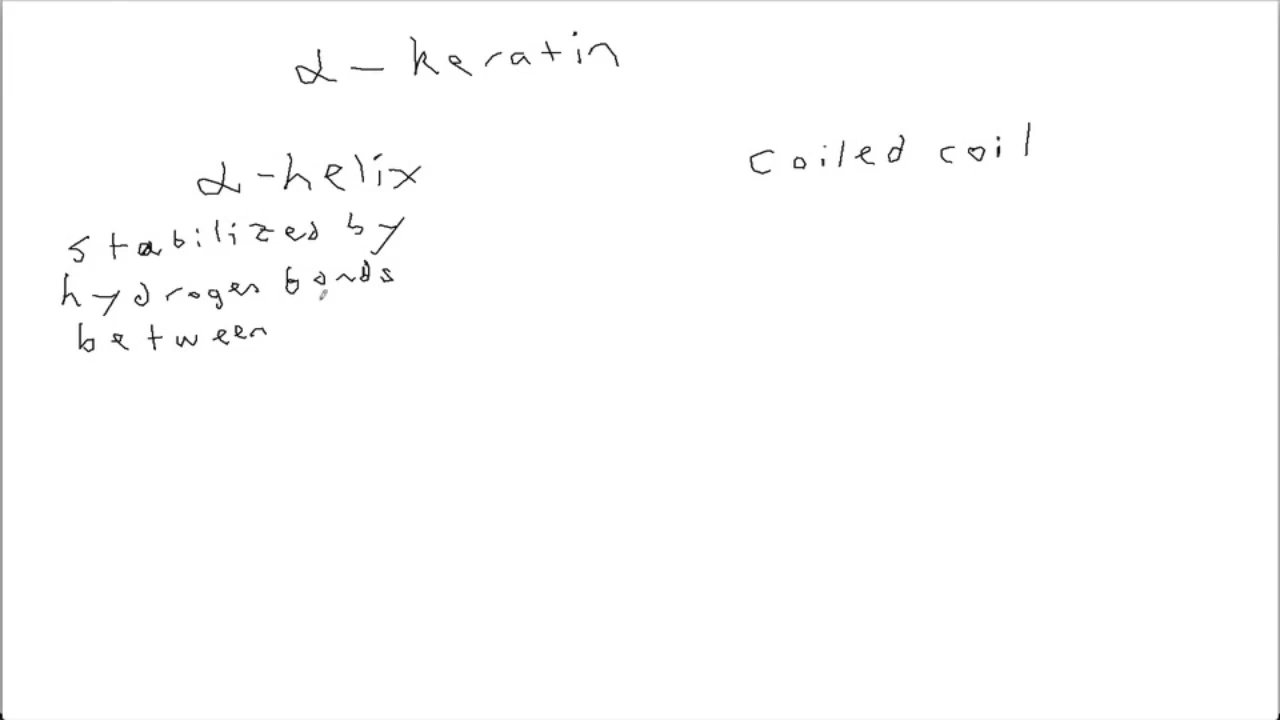 α-keratin
α-helix
coiled coil
stabilized by
hydrogen bonds
between